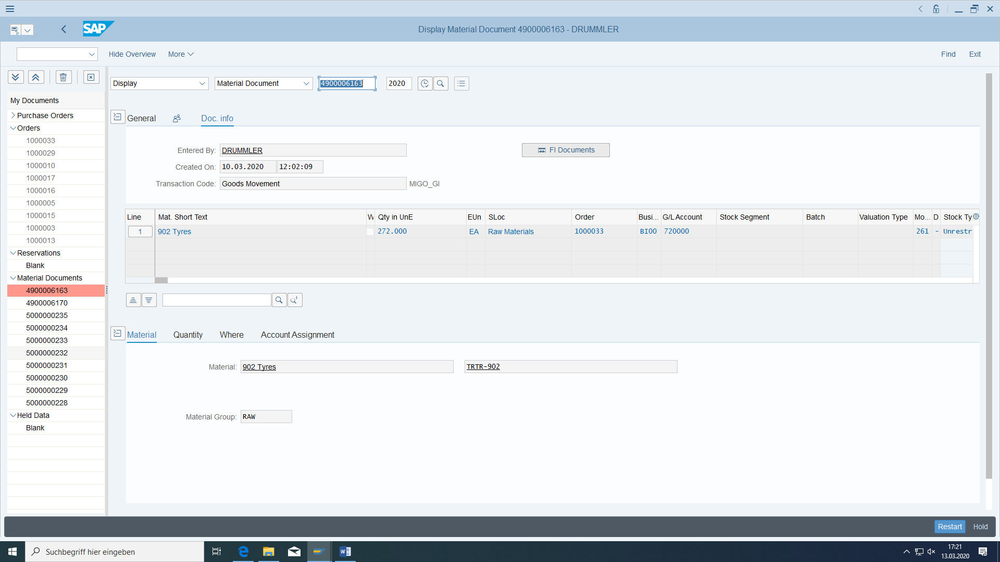 SAP
Display Material Document 4900006163 - DRUMMLER
Hide Overview
More
Find
Exit
Display
Material Document
4900006163
2020
My Documents
Purchase Orders
Orders
1000033
1000029
1000010
1000017
1000016
1000005
1000015
1000003
1000013
Reservations
Blank
Material Documents
4900006163
4900006170
5000000235
5000000234
5000000233
5000000232
5000000231
5000000230
5000000229
5000000228
Held Data
Blank
General
Doc. info
Entered By: DRUMMLER
FI Documents
Created On: 10.03.2020 12:02:09
Transaction Code: Goods Movement MIGO_GI
Line Mat. Short Text W Qty in UnE EUn SLoc Order Busi... G/L Account Stock Segment Batch Valuation Type Mo... D Stock Ty
1 902 Tyres 272.000 EA Raw Materials 1000033 BI00 720000 261 - Unrestr
Material
Quantity
Where
Account Assignment
Material: 902 Tyres TRTR-902
Material Group: RAW
Restart
Hold
Suchbegriff hier eingeben
17:21
13.03.2020